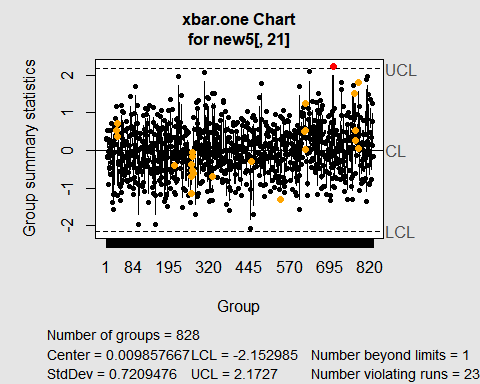 xbar.one Chart
for new5[, 21]
Group summary statistics
2
1
0
-1
-2
UCL
CL
LCL
1 84 195 320 445 570 695 820
Group
Number of groups = 828
Center = 0.009857667 LCL = -2.152985 Number beyond limits = 1
StdDev = 0.7209476 UCL = 2.1727 Number violating runs = 23